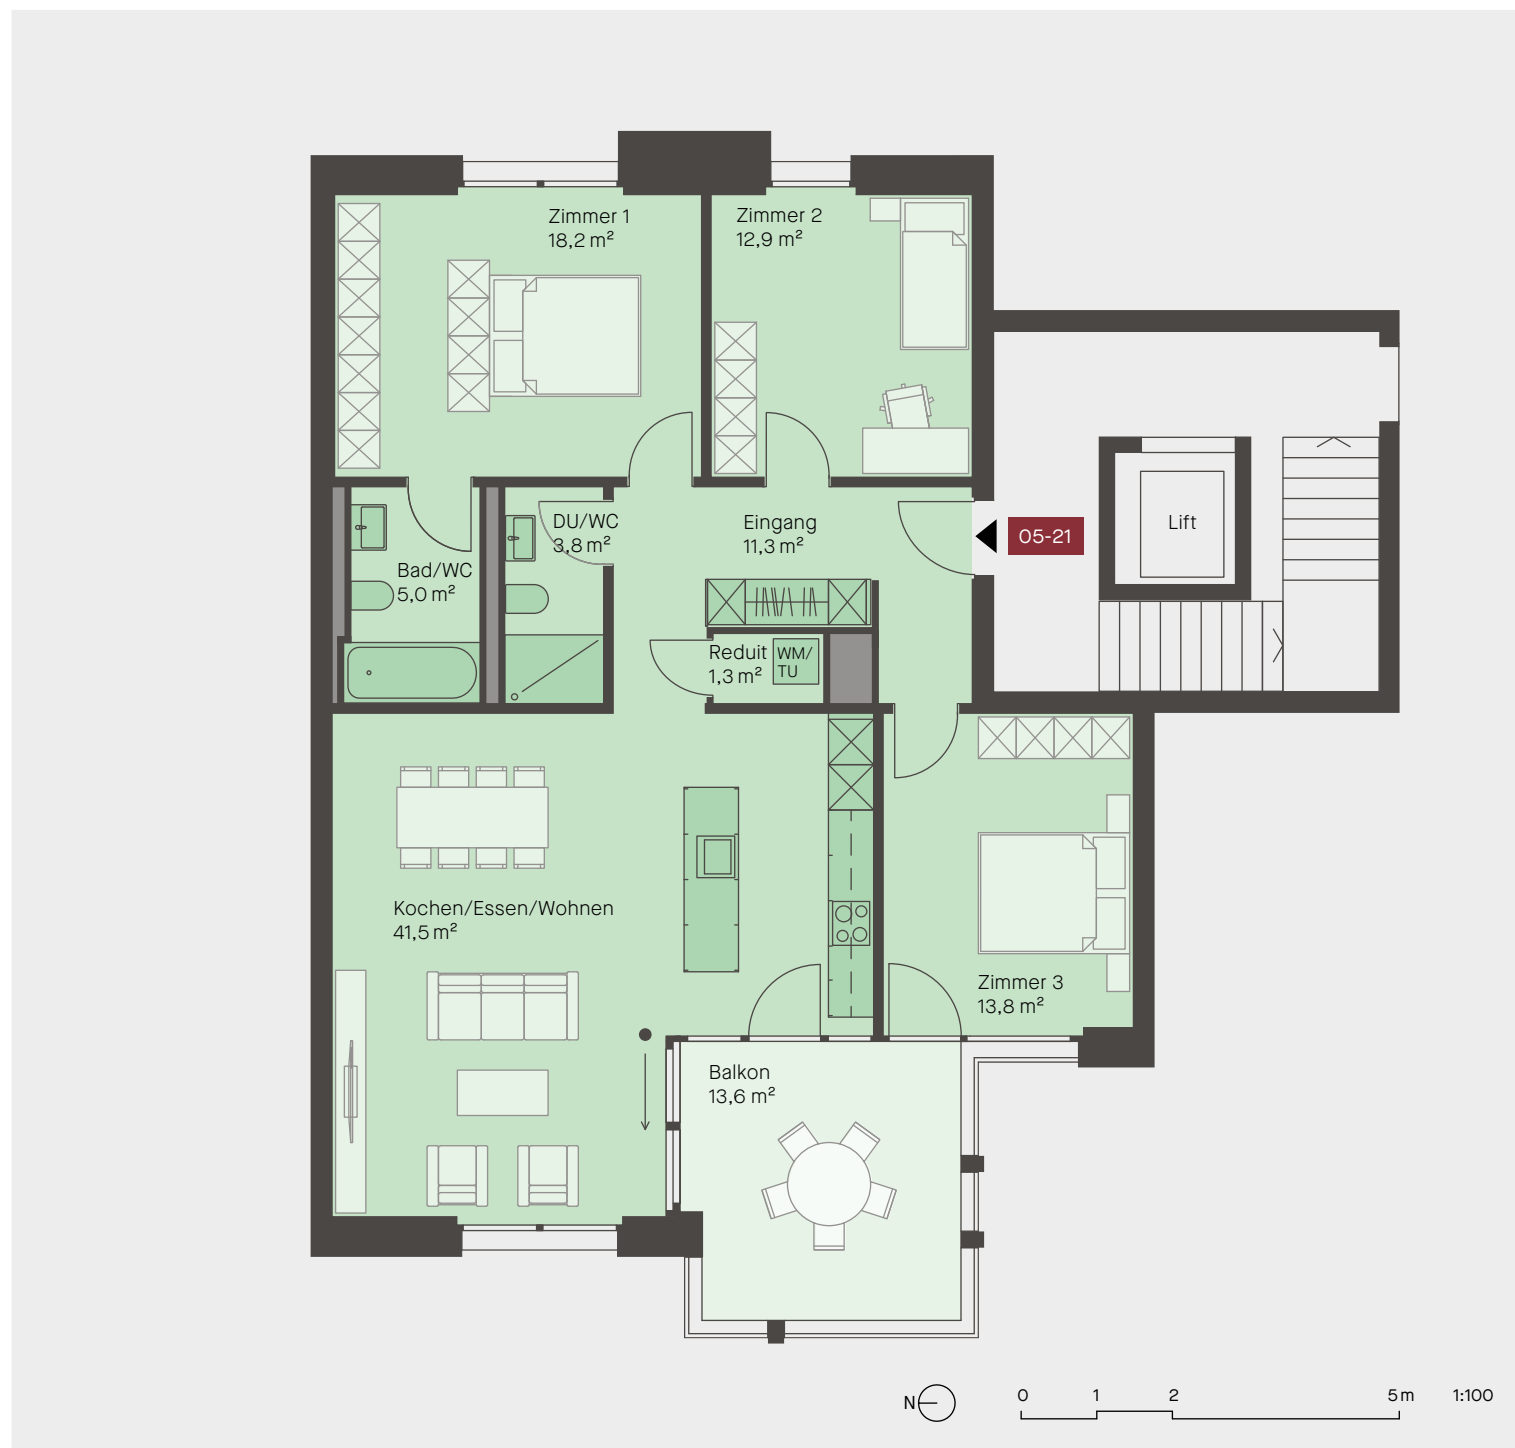 Zimmer 1
18,2 m²
Zimmer 2
12,9 m²
DU/WC
3,8 m²
Eingang
11,3 m²
05-21
Lift
Bad/WC
5,0 m²
Reduit
1,3 m²
WM/
TU
Kochen/Essen/Wohnen
41,5 m²
Zimmer 3
13,8 m²
Balkon
13,6 m²
N
0 1 2 5 m 1:100